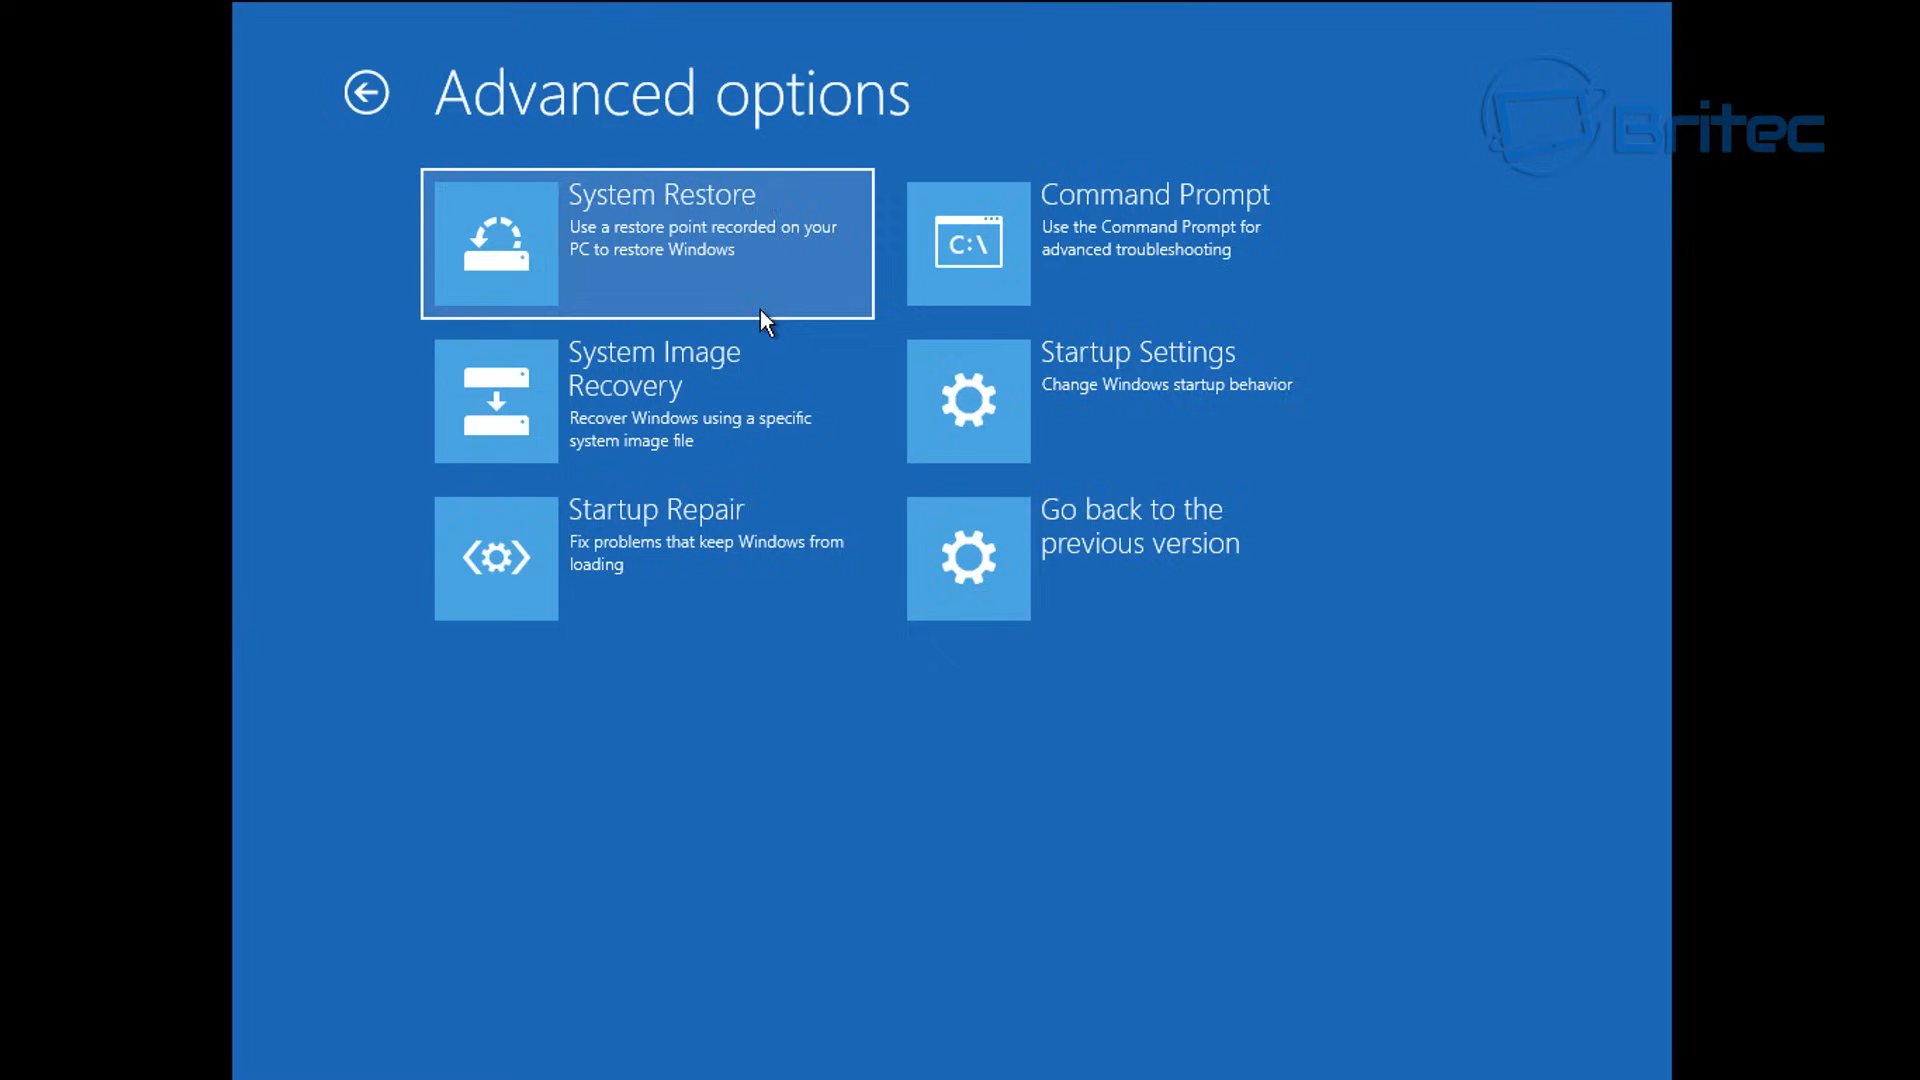 Advanced options
Britec
System Restore
Use a restore point recorded on your
PC to restore Windows
Command Prompt
Use the Command Prompt for
advanced troubleshooting
C:\
System Image
Recovery
Recover Windows using a specific
system image file
Startup Settings
Change Windows startup behavior
Startup Repair
Fix problems that keep Windows from
loading
Go back to the
previous version